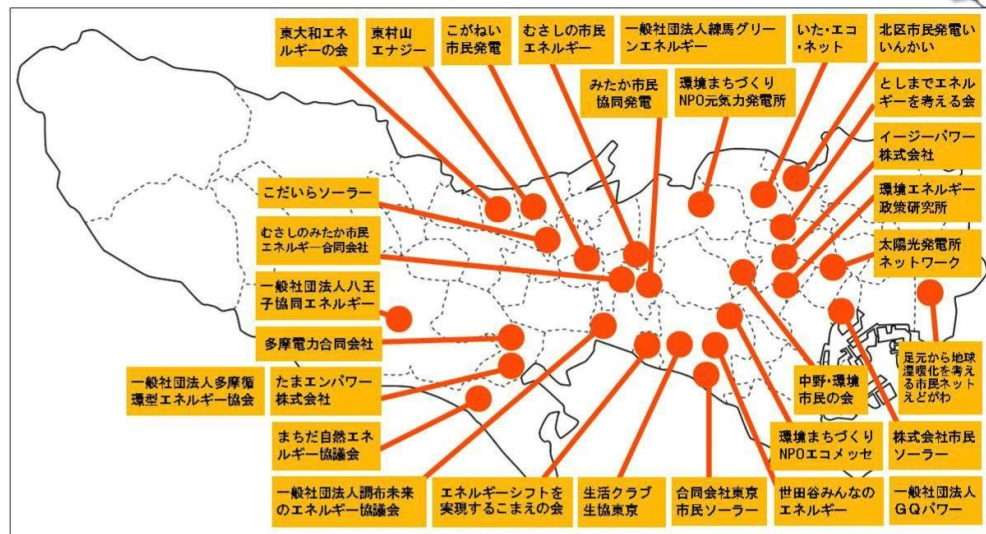 東大和エネ
ルギーの会
東村山
エナジー
こがねい
市民発電
むさしの市民
エネルギー
一般社団法人練馬グリー
ンエネルギー
いた・エコ
・ネット
北区市民発電い
いんかい
みたか市民
協同発電
環境まちづくり
NPO元気力発電所
としまでエネル
ギーを考える会
イージーパワー
株式会社
こだいらソーラー
環境エネルギー
政策研究所
むさしのみたか市民
エネルギー合同会社
太陽光発電所
ネットワーク
一般社団法人八王
子協同エネルギー
多摩電力合同会社
足元から地球
温暖化を考え
る市民ネット
えどがわ
一般社団法人多摩循
環型エネルギー協会
たまエンパワー
株式会社
中野・環境
市民の会
まちだ自然エネ
ルギー協議会
環境まちづくり
NPOエコメッセ
株式会社市民
ソーラー
一般社団法人調布未来
のエネルギー協議会
エネルギーシフトを
実現するこまえの会
生活クラブ
生協東京
合同会社東京
市民ソーラー
世田谷みんなの
エネルギー
一般社団法人
GQパワー